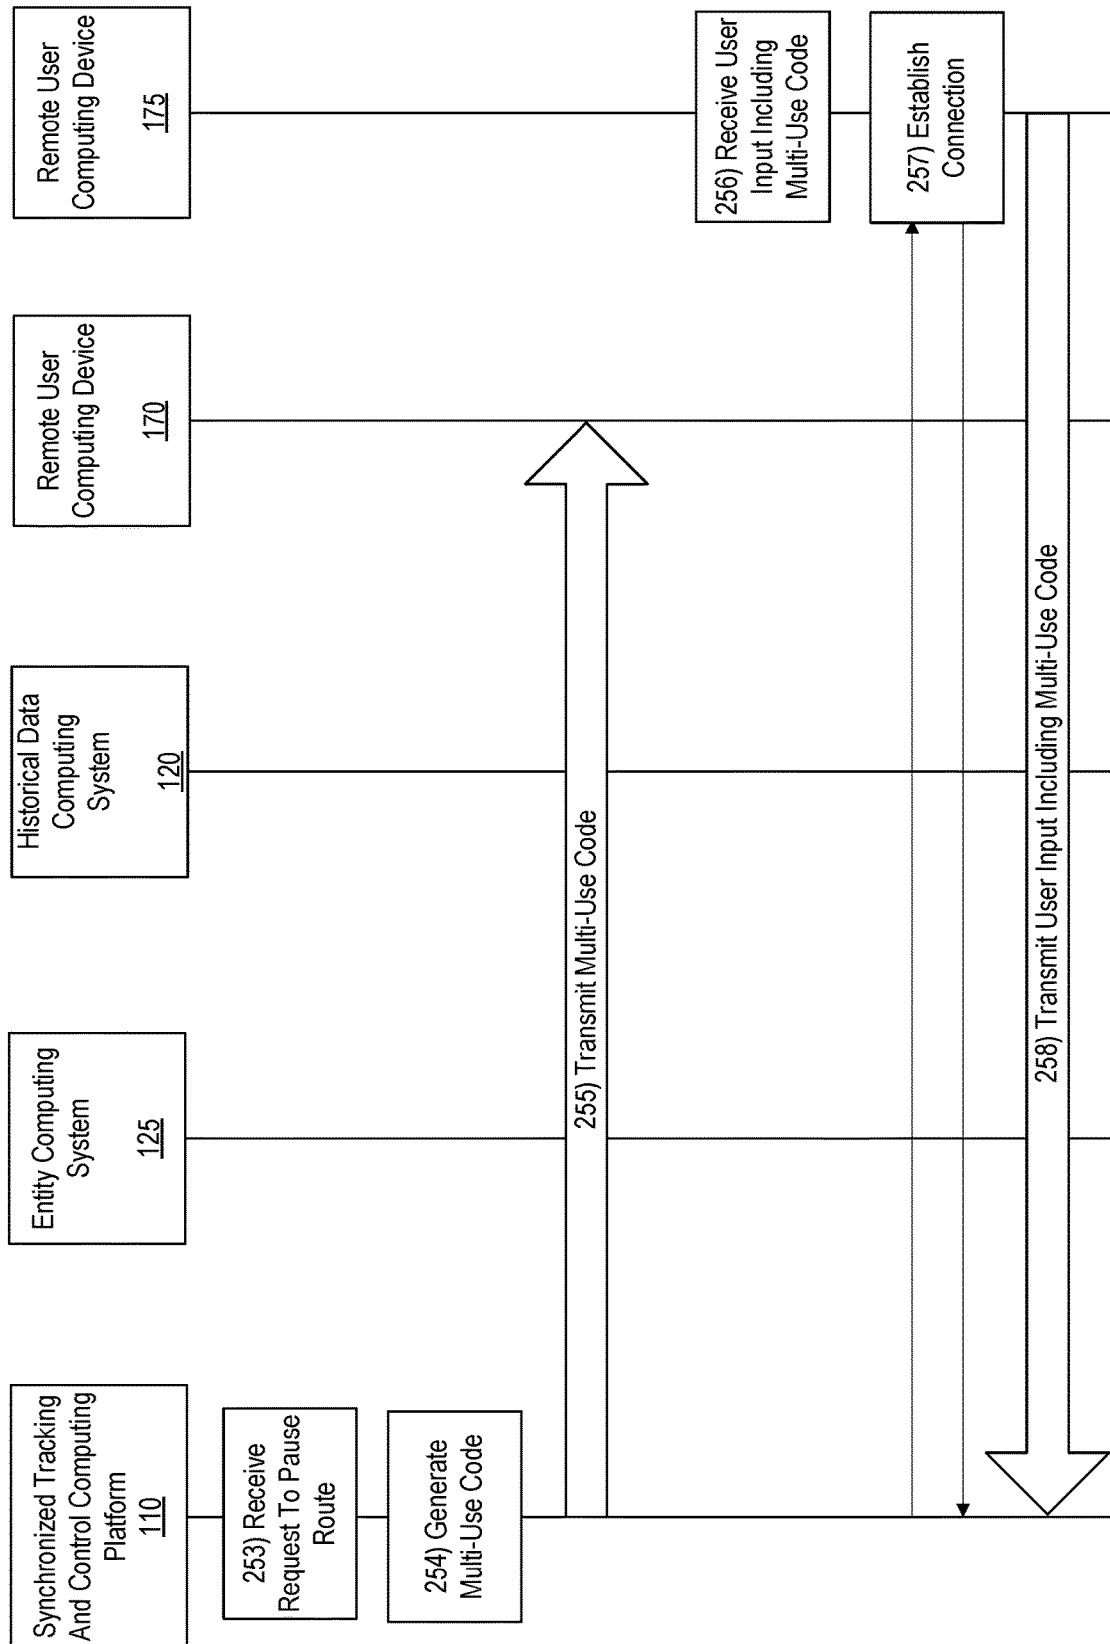 Synchronized Tracking
And Control Computing
Platform
110
Entity Computing
System
125
Historical Data
Computing
System
120
Remote User
Computing Device
170
Remote User
Computing Device
175
253) Receive
Request To Pause
Route
254) Generate
Multi-Use Code
255) Transmit Multi-Use Code
256) Receive User
Input Including
Multi-Use Code
257) Establish
Connection
258) Transmit User Input Including Multi-Use Code